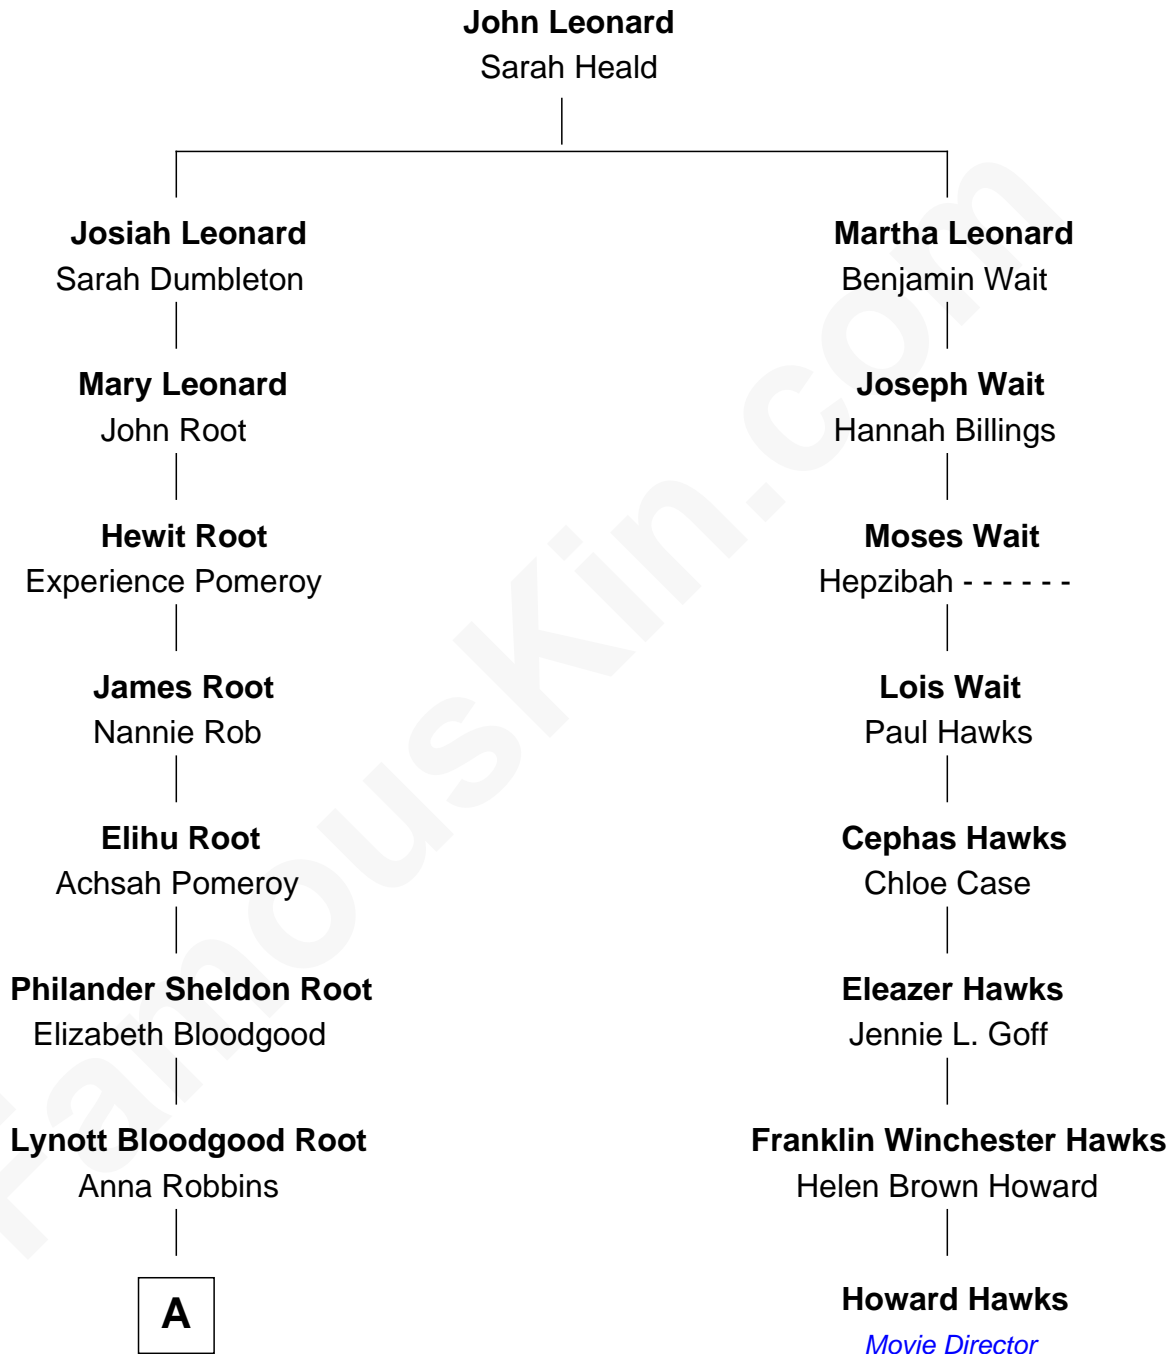 John Leonard
Sarah Heald
Josiah Leonard
Sarah Dumbleton
Mary Leonard
John Root
Hewit Root
Experience Pomeroy
James Root
Nannie Rob
Elihu Root
Achsah Pomeroy
Philander Sheldon Root
Elizabeth Bloodgood
Lynott Bloodgood Root
Anna Robbins
A
Martha Leonard
Benjamin Wait
Joseph Wait
Hannah Billings
Moses Wait
Hepzibah - - - - - -
Lois Wait
Paul Hawks
Cephas Hawks
Chloe Case
Eleazer Hawks
Jennie L. Goff
Franklin Winchester Hawks
Helen Brown Howard
Howard Hawks
Movie Director
FamousKin.com